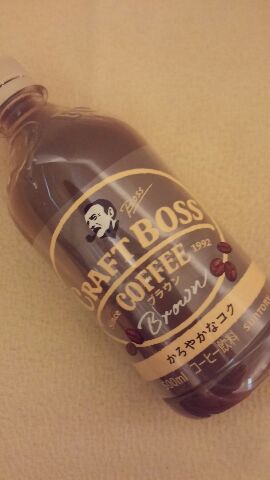 Boss
CRAFT BOSS
SINCE 1992
COFFEE
ブラウン
Brown
かろやかなコク
コーヒー飲料
500ml
SUNTORY